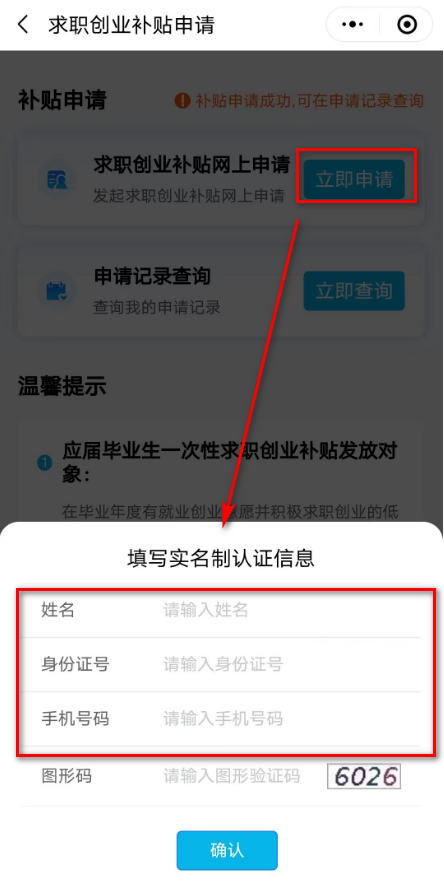 求职创业补贴申请
补贴申请
补贴申请成功,可在申请记录查询
求职创业补贴网上申请
立即申请
发起求职创业补贴网上申请
申请记录查询
立即查询
查询我的申请记录
温馨提示
1 应届毕业生一次性求职创业补贴发放对
象：
在毕业年度有就业创业意愿并积极求职创业的低
填写实名制认证信息
姓名 请输入姓名
身份证号 请输入身份证号
手机号码 请输入手机号码
图形码 请输入图形验证码 6026
确认